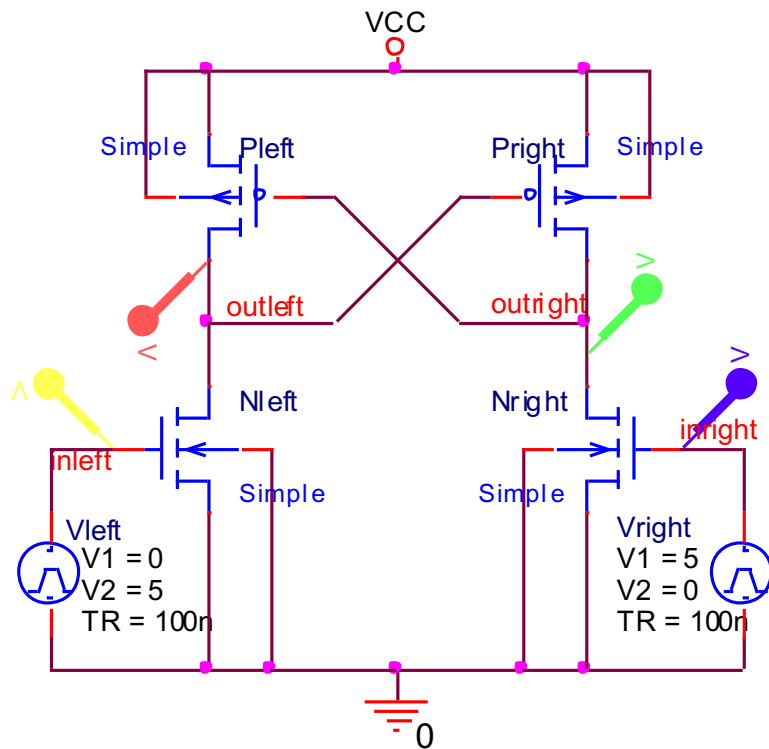 VCC
Simple
Pleft
Pright
Simple
outleft
outright
V
V
V
V
Nleft
Nright
inleft
inright
Simple
Simple
Vleft
V1 = 0
V2 = 5
TR = 100n
Vright
V1 = 5
V2 = 0
TR = 100n
0